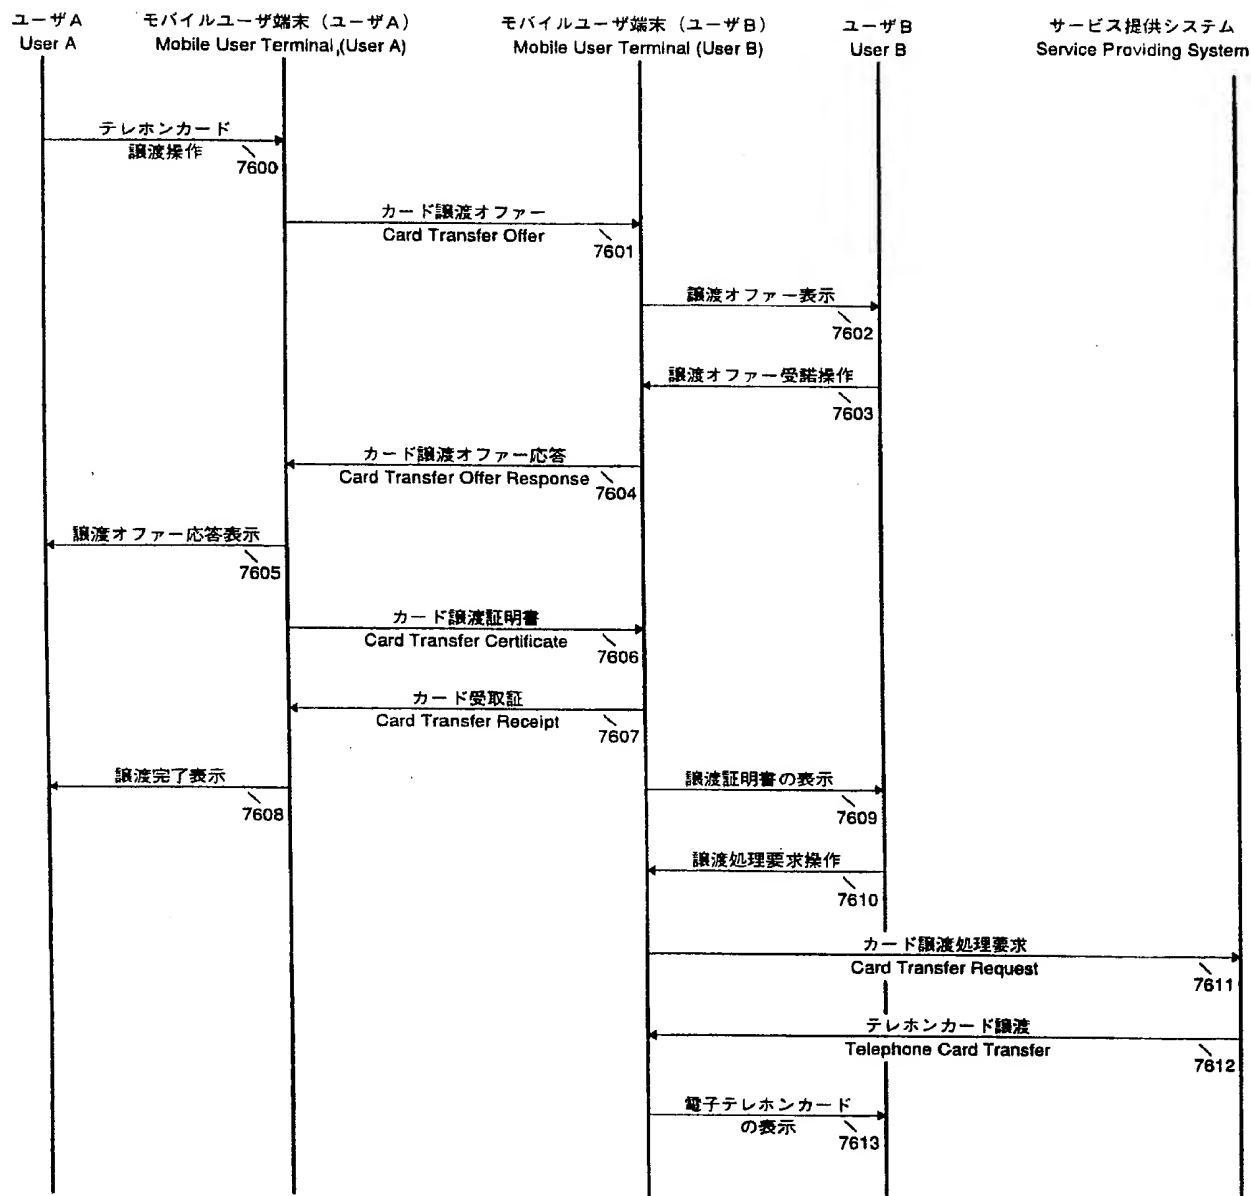 ユーザA
User A
モバイルユーザ端末（ユーザA）
Mobile User Terminal (User A)
モバイルユーザ端末（ユーザB）
Mobile User Terminal (User B)
ユーザB
User B
サービス提供システム
Service Providing System
テレホンカード
譲渡操作
7600
カード譲渡オファー
Card Transfer Offer
7601
譲渡オファー表示
7602
譲渡オファー受諾操作
7603
カード譲渡オファー応答
Card Transfer Offer Response
7604
譲渡オファー応答表示
7605
カード譲渡証明書
Card Transfer Certificate
7606
カード受取証
Card Transfer Receipt
7607
譲渡完了表示
7608
譲渡証明書の表示
7609
譲渡処理要求操作
7610
カード譲渡処理要求
Card Transfer Request
7611
テレホンカード譲渡
Telephone Card Transfer
7612
電子テレホンカード
の表示
7613